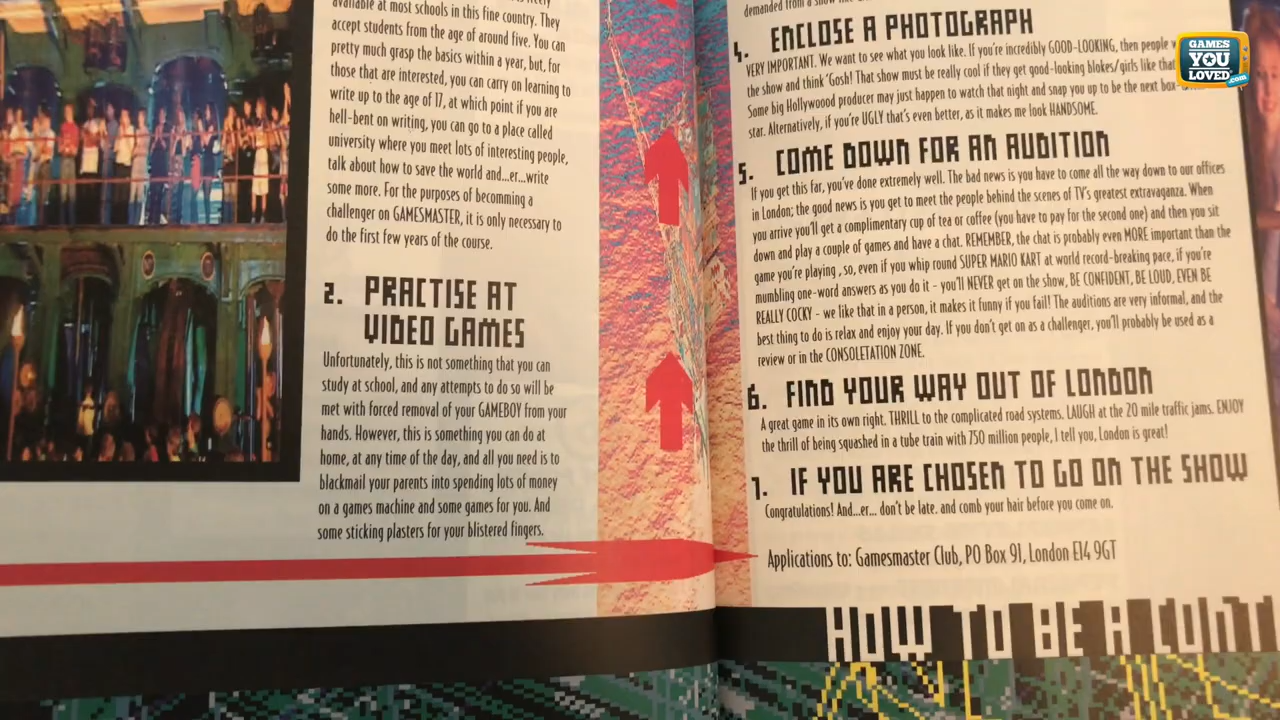 available at most schools in this fine country. They
accept students from the age of around five. You can
pretty much grasp the basics within a year, but, for
those that are interested, you can carry on learning to
write up to the age of 17, at which point if you are
hell-bent on writing, you can go to a place called
university where you meet lots of interesting people,
talk about how to save the world and...er...write
some more. For the purposes of becomming a
challenger on GAMESMASTER, it is only necessary to
do the first few years of the course.
2. PRACTISE AT
VIDEO GAMES
Unfortunately, this is not something that you can
study at school, and any attempts to do so will be
met with forced removal of your GAMEBOY from your
hands. However, this is something you can do at
home, at any time of the day, and all you need is to
blackmail your parents into spending lots of money
on a games machine and some games for you. And
some sticking plasters for your blistered fingers.
demanded from a show
4. ENCLOSE A PHOTOGRAPH
VERY IMPORTANT. We want to see what you look like. If you're incredibly GOOD-LOOKING, then people
the show and think 'Gosh! That show must be really cool if they get good-looking blokes/girls like that
Some big Hollywwood producer may just happen to watch that night and snap you up to be the next box-
star. Alternatively, if you're UGLY that's even better, as it makes me look HANDSOME.
5. COME DOWN FOR AN AUDITION
If you get this far, you've done extremely well. The bad news is you have to come all the way down to our offices
in London; the good news is you get to meet the people behind the scenes of TV's greatest extravaganza. When
you arrive you'll get a complimentary cup of tea or coffee (you have to pay for the second one) and then you sit
down and play a couple of games and have a chat. REMEMBER, the chat is probably even MORE important than the
game you're playing ,so, even if you whip round SUPER MARIO KART at world record-breaking pace, if you're
mumbling one-word answers as you do it - you'll NEVER get on the show, BE CONFIDENT, BE LOUD, EVEN BE
REALLY COCKY - we like that in a person, it makes it funny if you fail! The auditions are very informal, and the
best thing to do is relax and enjoy your day. If you don't get on as a challenger, you'll probably be used as a
review or in the CONSOLETATION ZONE.
6. FIND YOUR WAY OUT OF LONDON
A great game in its own right. THRILL to the complicated road systems. LAUGH at the 20 mile traffic jams. ENJOY
the thrill of being squashed in a tube train with 750 million people, I tell you, London is great!
7. IF YOU ARE CHOSEN TO GO ON THE SHOW
Congratulations! And...er... don't be late. and comb your hair before you come on.
Applications to: Gamesmaster Club, PO Box 91, London E14 9GT
HOW TO BE A CONT
GAMES
YOU
LOVED
.com